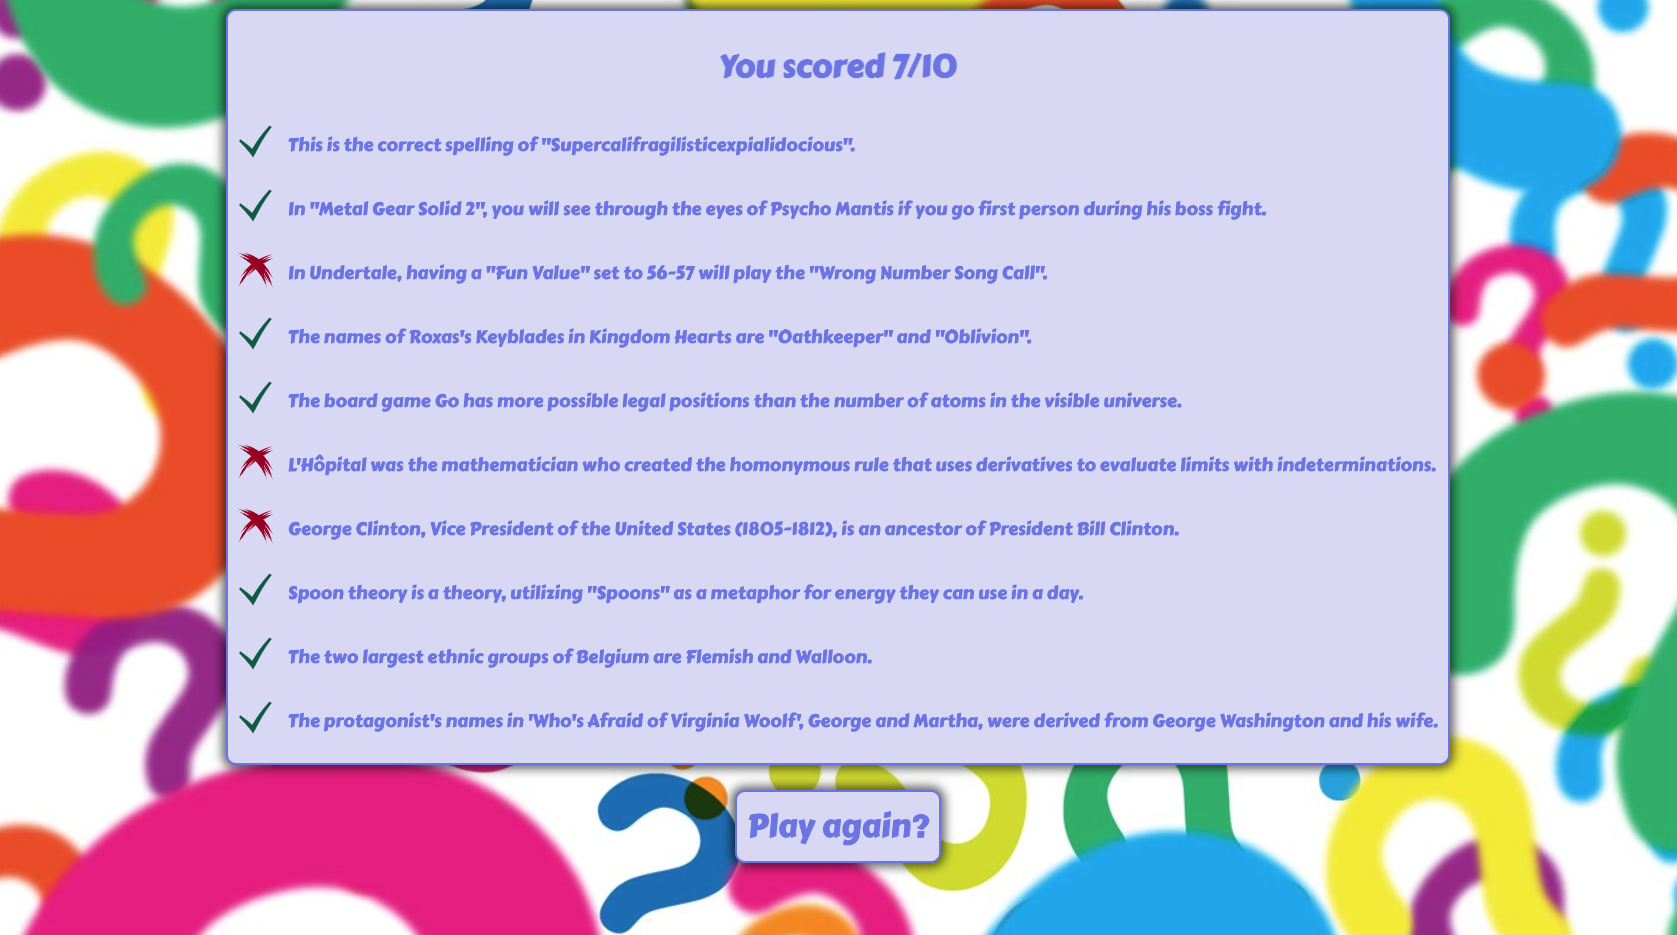 You scored 7/10
This is the correct spelling of "Supercalifragilisticexpialidocious".
In "Metal Gear Solid 2", you will see through the eyes of Psycho Mantis if you go first person during his boss fight.
In Undertale, having a "Fun Value" set to 56-57 will play the "Wrong Number Song Call".
The names of Roxas's Keyblades in Kingdom Hearts are "Oathkeeper" and "Oblivion".
The board game Go has more possible legal positions than the number of atoms in the visible universe.
L'Hôpital was the mathematician who created the homonymous rule that uses derivatives to evaluate limits with indeterminations.
George Clinton, Vice President of the United States (1805-1812), is an ancestor of President Bill Clinton.
Spoon theory is a theory, utilizing "Spoons" as a metaphor for energy they can use in a day.
The two largest ethnic groups of Belgium are Flemish and Walloon.
The protagonist's names in 'Who's Afraid of Virginia Woolf', George and Martha, were derived from George Washington and his wife.
Play again?